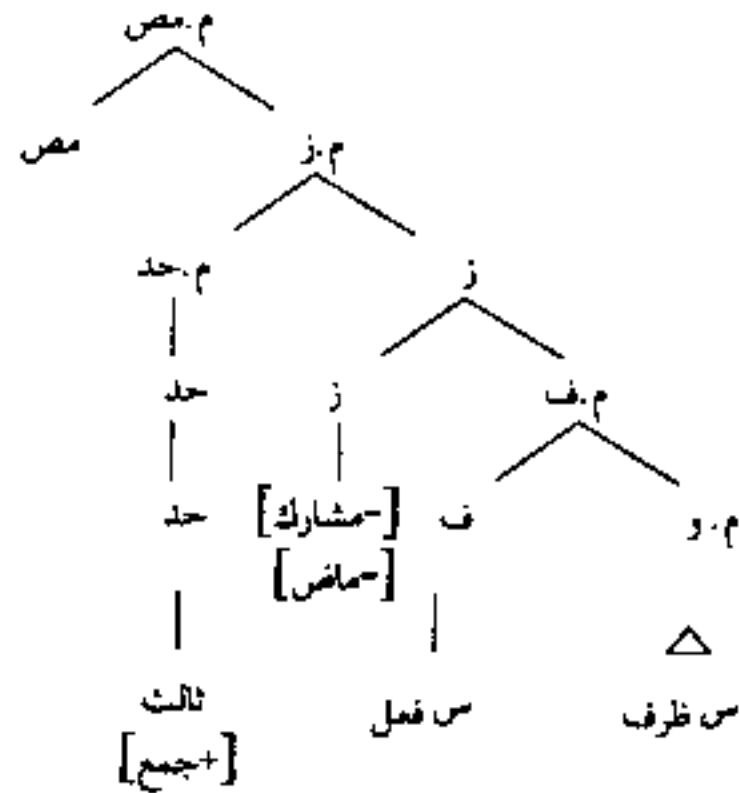 م.مص
مص م.ز
م.حد ز
حد ز م.ف
حد [-مشارك] ف م.و
[-ماض]
ثالث س فعل س ظرف
[+جمع]